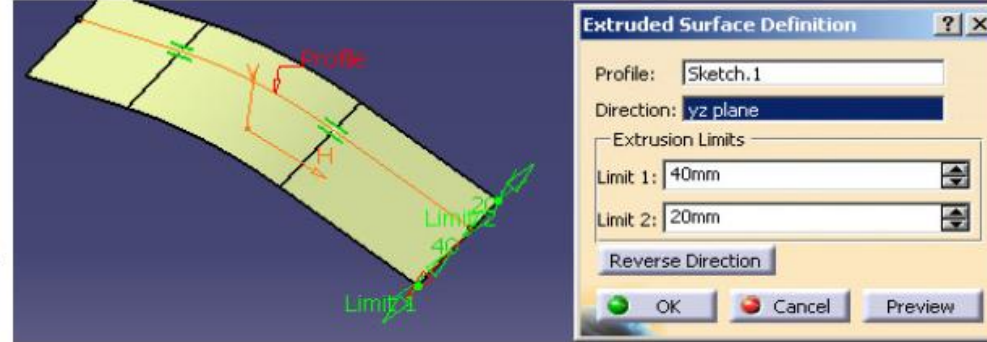 Profile
V
H
20
Limit 2
40
Limit 1
Extruded Surface Definition
?
Profile: Sketch.1
Direction: yz plane
Extrusion Limits
Limit 1: 40mm
Limit 2: 20mm
Reverse Direction
OK Cancel Preview